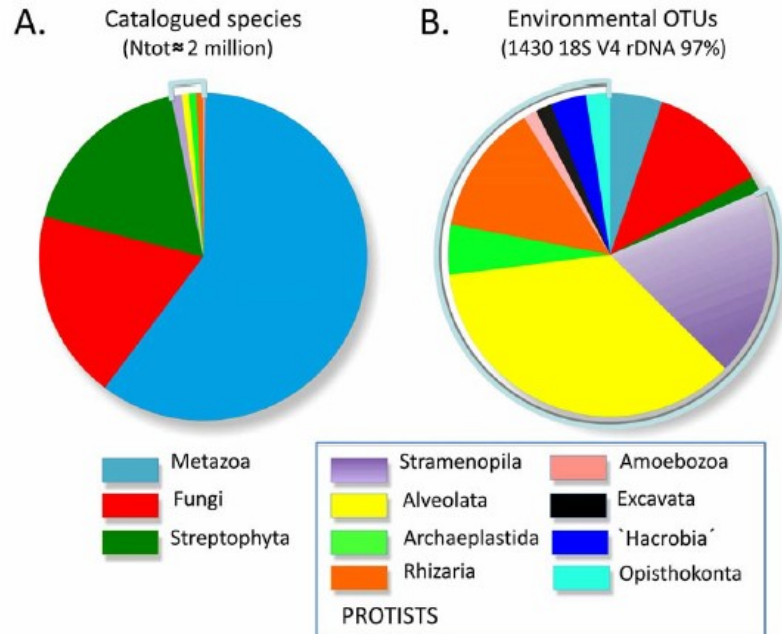 A.
Catalogued species
(Ntot≈2 million)
B.
Environmental OTUs
(1430 18S V4 rDNA 97%)
Metazoa
Fungi
Streptophyta
Stramenopila
Alveolata
Archaeplastida
Rhizaria
Amoebozoa
Excavata
`Hacrobia´
Opisthokonta
PROTISTS